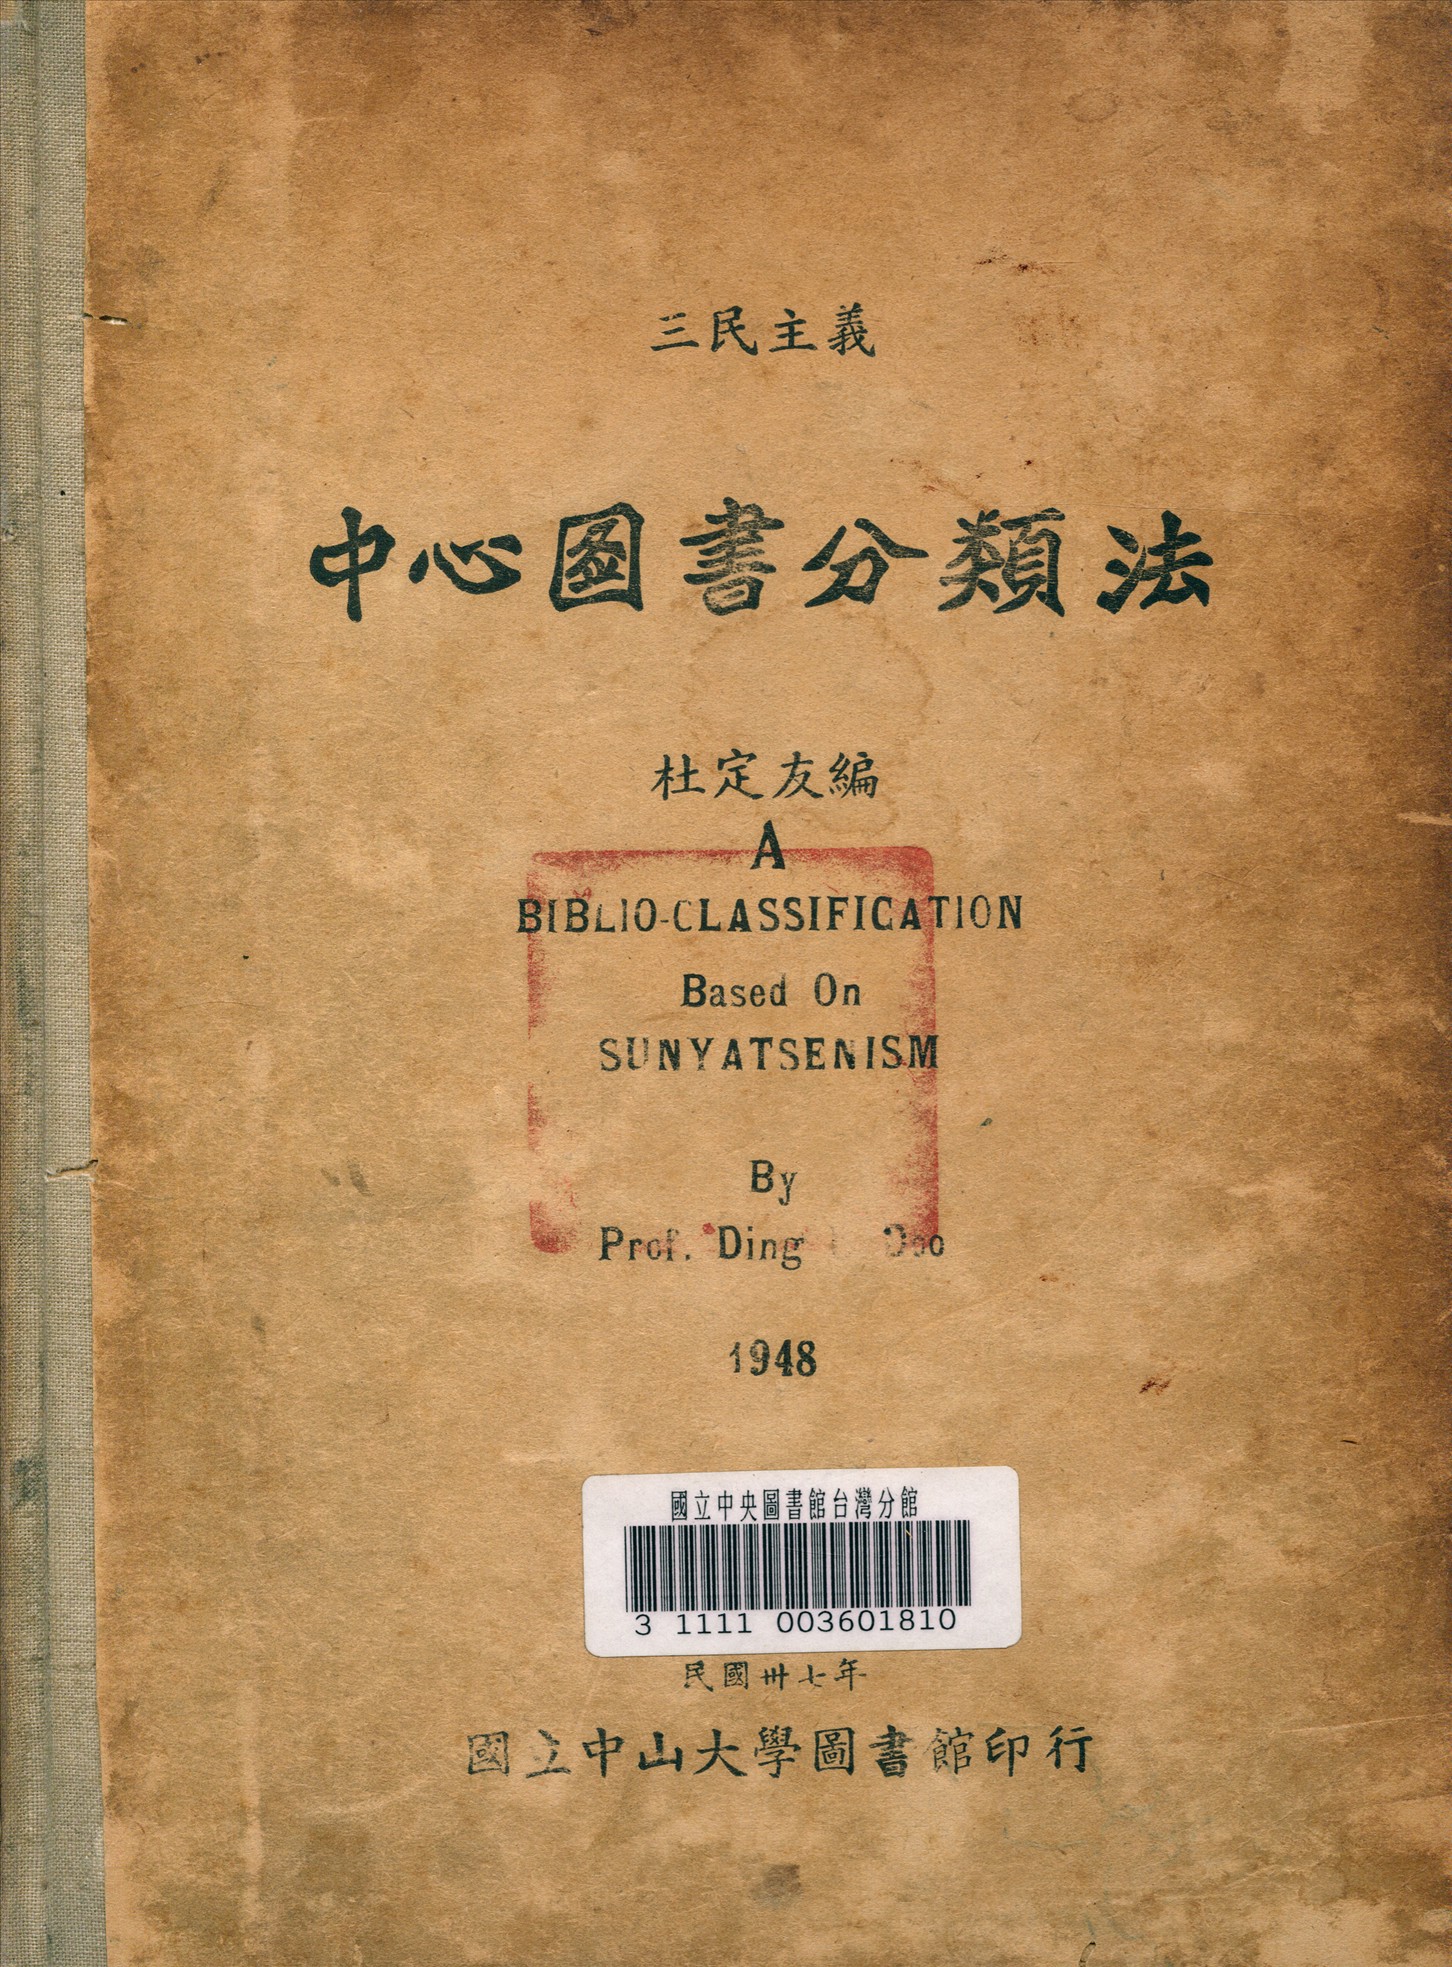 三民主義
中心圖書分類法
杜定友編
A
BIBLIO-CLASSIFICATION
Based On
SUNYATSENISM
By
Prof. Ding Doo
1948
國立中央圖書館台灣分館
3 1111 003601810
民國卅七年
國立中山大學圖書館印行